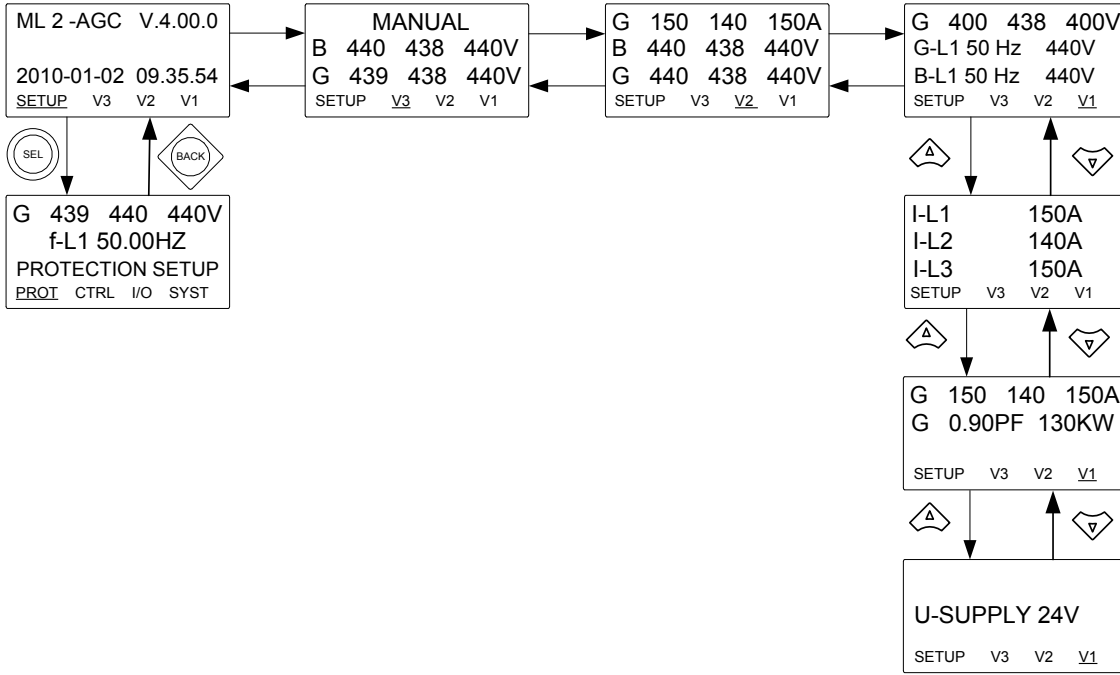 ML 2 -AGC V.4.00.0
2010-01-02 09.35.54
SETUP V3 V2 V1
MANUAL
B 440 438 440V
G 439 438 440V
SETUP V3 V2 V1
G 150 140 150A
B 440 438 440V
G 440 438 440V
SETUP V3 V2 V1
G 400 438 400V
G-L1 50 Hz 440V
B-L1 50 Hz 440V
SETUP V3 V2 V1
SEL
BACK
G 439 440 440V
f-L1 50.00HZ
PROTECTION SETUP
PROT CTRL I/O SYST
I-L1 150A
I-L2 140A
I-L3 150A
SETUP V3 V2 V1
G 150 140 150A
G 0.90PF 130KW
SETUP V3 V2 V1
U-SUPPLY 24V
SETUP V3 V2 V1